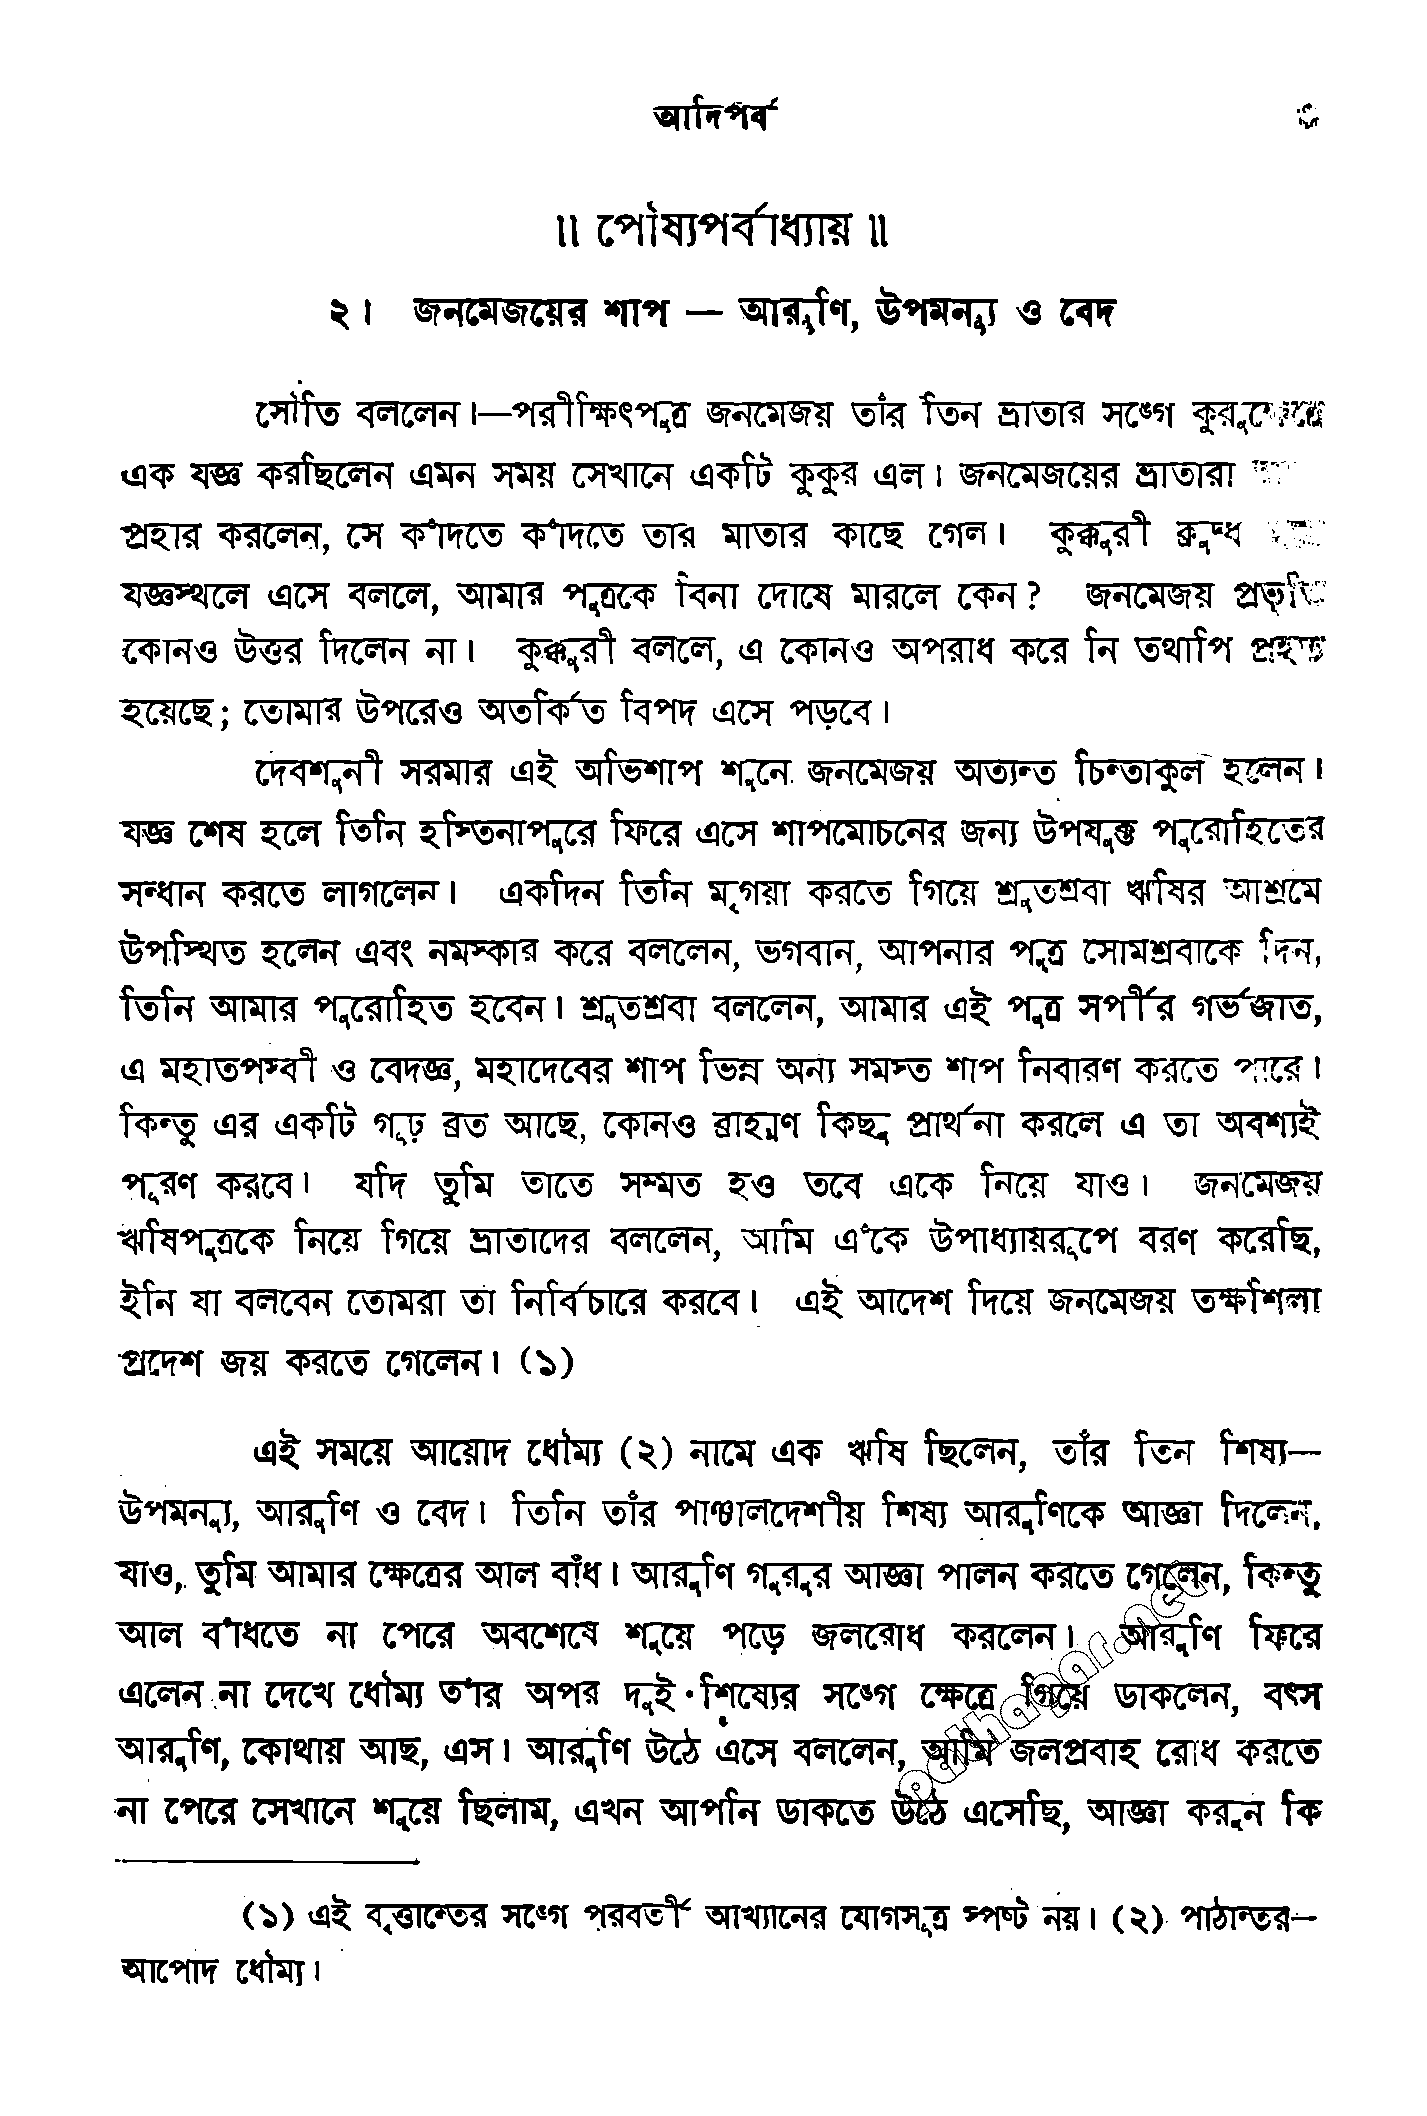 আদিপর্ব ৩
॥ পৌষ্যপর্বাধ্যায় ॥
২। জনমেজয়ের শাপ — আরুণি, উপমন্যু ও বেদ
সৌতি বললেন।—পরীক্ষিৎপুত্র জনমেজয় তাঁর তিন ভ্রাতার সঙ্গে কুরুক্ষেত্রে
এক যজ্ঞ করছিলেন এমন সময় সেখানে একটি কুকুর এল। জনমেজয়ের ভ্রাতারা
প্রহার করলেন, সে কাঁদতে কাঁদতে তার মাতার কাছে গেল। কুক্কুরী ক্রুদ্ধ
যজ্ঞস্থলে এসে বললে, আমার পুত্রকে বিনা দোষে মারলে কেন? জনমেজয় প্রভৃতি
কোনও উত্তর দিলেন না। কুক্কুরী বললে, এ কোনও অপরাধ করে নি তথাপি প্রহৃত
হয়েছে; তোমার উপরেও অতর্কিত বিপদ এসে পড়বে।
দেবশুনী সরমার এই অভিশাপ শুনে জনমেজয় অত্যন্ত চিন্তাকুল হলেন।
যজ্ঞ শেষ হলে তিনি হস্তিনাপুরে ফিরে এসে শাপমোচনের জন্য উপযুক্ত পুরোহিতের
সন্ধান করতে লাগলেন। একদিন তিনি মৃগয়া করতে গিয়ে শ্রুতশ্রবা ঋষির আশ্রমে
উপস্থিত হলেন এবং নমস্কার করে বললেন, ভগবান, আপনার পুত্র সোমশ্রবাকে দিন,
তিনি আমার পুরোহিত হবেন। শ্রুতশ্রবা বললেন, আমার এই পুত্র সর্পীর গর্ভজাত,
এ মহাতপস্বী ও বেদজ্ঞ, মহাদেবের শাপ ভিন্ন অন্য সমস্ত শাপ নিবারণ করতে পারে।
কিন্তু এর একটি গূঢ় ব্রত আছে, কোনও ব্রাহ্মণ কিছু প্রার্থনা করলে এ তা অবশ্যই
পূরণ করবে। যদি তুমি তাতে সম্মত হও তবে একে নিয়ে যাও। জনমেজয়
ঋষিপুত্রকে নিয়ে গিয়ে ভ্রাতাদের বললেন, আমি এঁকে উপাধ্যায়রূপে বরণ করেছি,
ইনি যা বলবেন তোমরা তা নির্বিচারে করবে। এই আদেশ দিয়ে জনমেজয় তক্ষশিলা
প্রদেশ জয় করতে গেলেন। (১)
এই সময়ে আয়োদ ধৌম্য (২) নামে এক ঋষি ছিলেন, তাঁর তিন শিষ্য—
উপমন্যু, আরুণি ও বেদ। তিনি তাঁর পাঞ্চালদেশীয় শিষ্য আরুণিকে আজ্ঞা দিলেন,
যাও, তুমি আমার ক্ষেত্রের আল বাঁধ। আরুণি গুরুর আজ্ঞা পালন করতে গেলেন, কিন্তু
আল বাঁধতে না পেরে অবশেষে শুয়ে পড়ে জলরোধ করলেন। আরুণি ফিরে
এলেন না দেখে ধৌম্য তাঁর অপর দুই শিষ্যের সঙ্গে ক্ষেত্রে গিয়ে ডাকলেন, বৎস
আরুণি, কোথায় আছ, এস। আরুণি উঠে এসে বললেন, আমি জলপ্রবাহ রোধ করতে
না পেরে সেখানে শুয়ে ছিলাম, এখন আপনি ডাকতে উঠে এসেছি, আজ্ঞা করুন কি
(১) এই বৃত্তান্তের সঙ্গে পরবর্তী আখ্যানের যোগসূত্র স্পষ্ট নয়। (২) পাঠান্তর—
আপোদ ধৌম্য।
pathagar.net